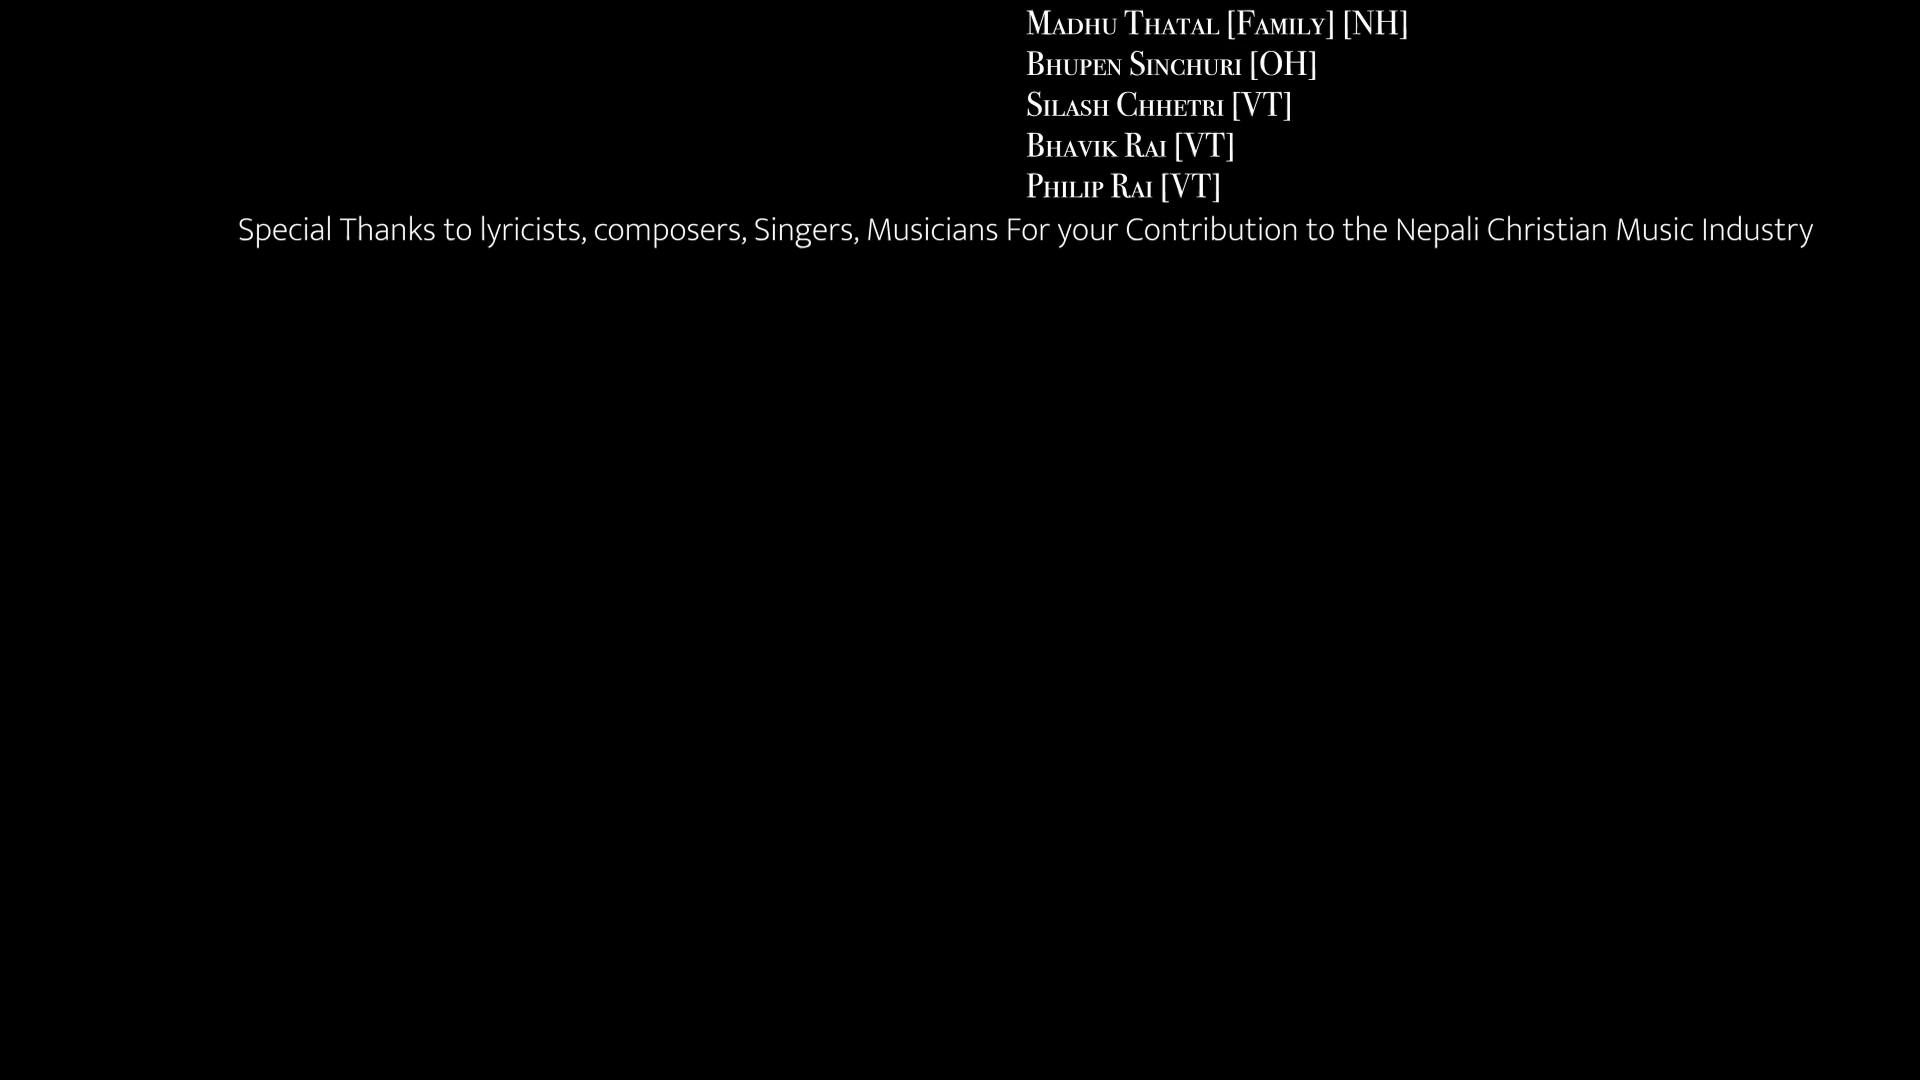 Madhu Thatal [Family] [NH]
Bhupen Sinchuri [OH]
Silash Chhetri [VT]
Bhavik Rai [VT]
Philip Rai [VT]
Special Thanks to lyricists, composers, Singers, Musicians For your Contribution to the Nepali Christian Music Industry